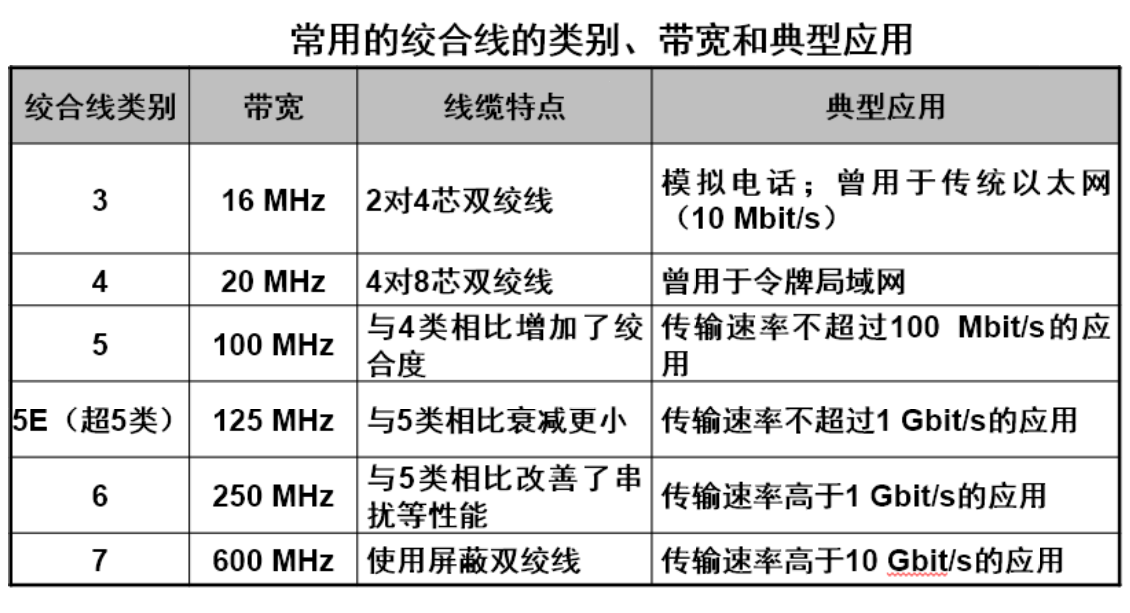 常用的绞合线的类别、带宽和典型应用
绞合线类别 带宽 线缆特点 典型应用
3 16 MHz 2对4芯双绞线 模拟电话；曾用于传统以太网
（10 Mbit/s）
4 20 MHz 4对8芯双绞线 曾用于令牌局域网
5 100 MHz 与4类相比增加了绞
合度 传输速率不超过100 Mbit/s的应
用
5E（超5类） 125 MHz 与5类相比衰减更小 传输速率不超过1 Gbit/s的应用
6 250 MHz 与5类相比改善了串
扰等性能 传输速率高于1 Gbit/s的应用
7 600 MHz 使用屏蔽双绞线 传输速率高于10 Gbit/s的应用